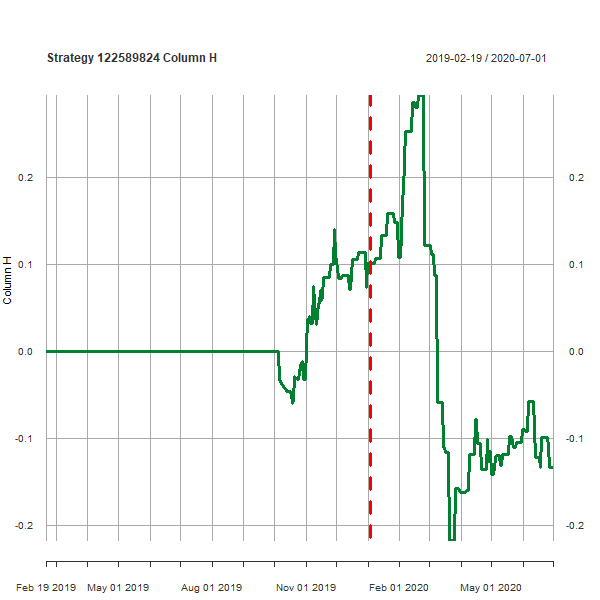 Strategy 122589824 Column H
2019-02-19 / 2020-07-01
0.2
0.2
0.1
0.1
Column H
0.0
0.0
-0.1
-0.1
-0.2
-0.2
Feb 19 2019
May 01 2019
Aug 01 2019
Nov 01 2019
Feb 01 2020
May 01 2020